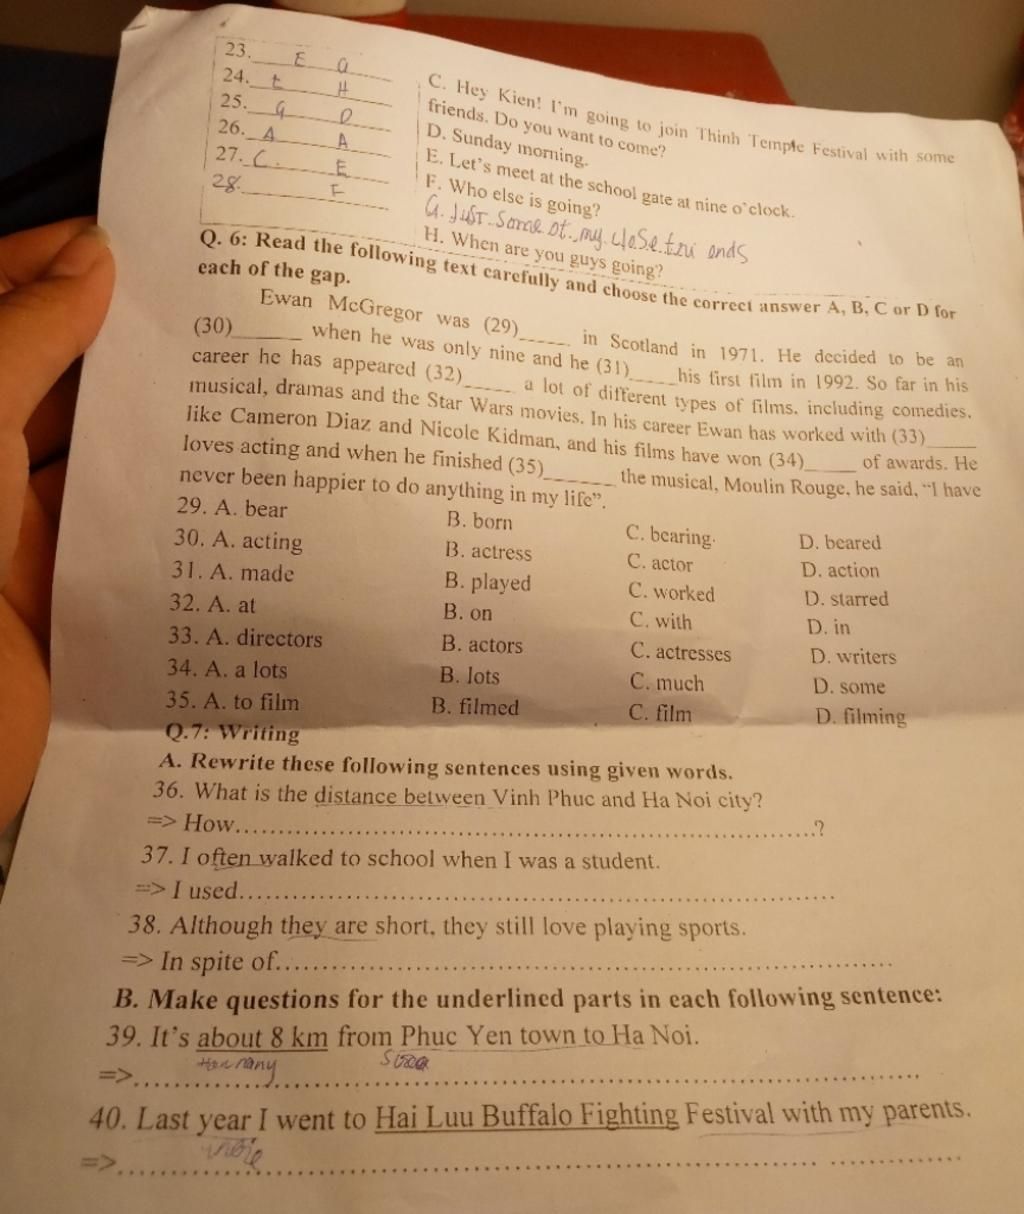 23. E G
24. t H
25. G D
26. A A
27. C. E
28. F
C. Hey Kien! I'm going to join Thinh Temple Festival with some
friends. Do you want to come?
D. Sunday morning.
E. Let's meet at the school gate at nine o'clock.
F. Who else is going?
G. Just some of my close friends
H. When are you guys going?
Q. 6: Read the following text carefully and choose the correct answer A, B, C or D for
each of the gap.
Ewan McGregor was (29)______ in Scotland in 1971. He decided to be an
(30)______ when he was only nine and he (31)______ his first film in 1992. So far in his
career he has appeared (32)______ a lot of different types of films, including comedies,
musical, dramas and the Star Wars movies. In his career Ewan has worked with (33)______
like Cameron Diaz and Nicole Kidman, and his films have won (34)______ of awards. He
loves acting and when he finished (35)______ the musical, Moulin Rouge, he said, "I have
never been happier to do anything in my life".
29. A. bear B. born C. bearing. D. beared
30. A. acting B. actress C. actor D. action
31. A. made B. played C. worked D. starred
32. A. at B. on C. with D. in
33. A. directors B. actors C. actresses D. writers
34. A. a lots B. lots C. much D. some
35. A. to film B. filmed C. film D. filming
Q.7: Writing
A. Rewrite these following sentences using given words.
36. What is the distance between Vinh Phuc and Ha Noi city?
=> How......................................................?
37. I often walked to school when I was a student.
=> I used......................................................
38. Although they are short, they still love playing sports.
=> In spite of......................................................
B. Make questions for the underlined parts in each following sentence:
39. It's about 8 km from Phuc Yen town to Ha Noi.
=>......................................................
40. Last year I went to Hai Luu Buffalo Fighting Festival with my parents.
=>......................................................